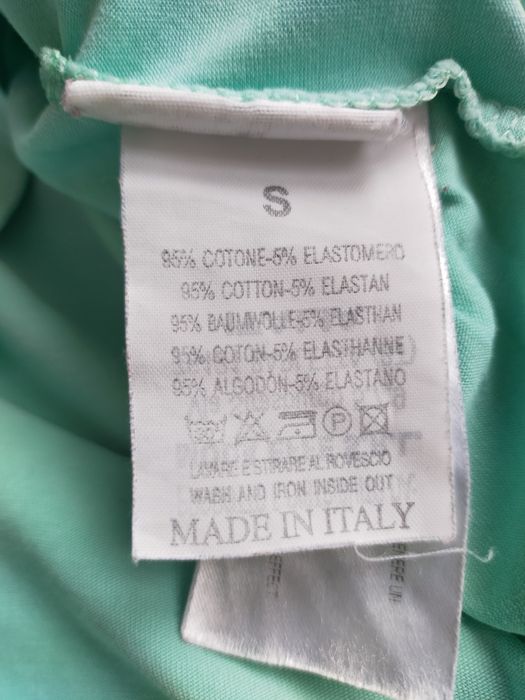 S
95% COTONE-5% ELASTOMERO
95% COTTON-5% ELASTAN
95% BAUMWOLLE-5% ELASTHAN
95% COTON-5% ELASTHANNE
95% ALGODÓN-5% ELASTANO
P
LAVARE E STIRARE AL ROVESCIO
WASH AND IRON INSIDE OUT
MADE IN ITALY